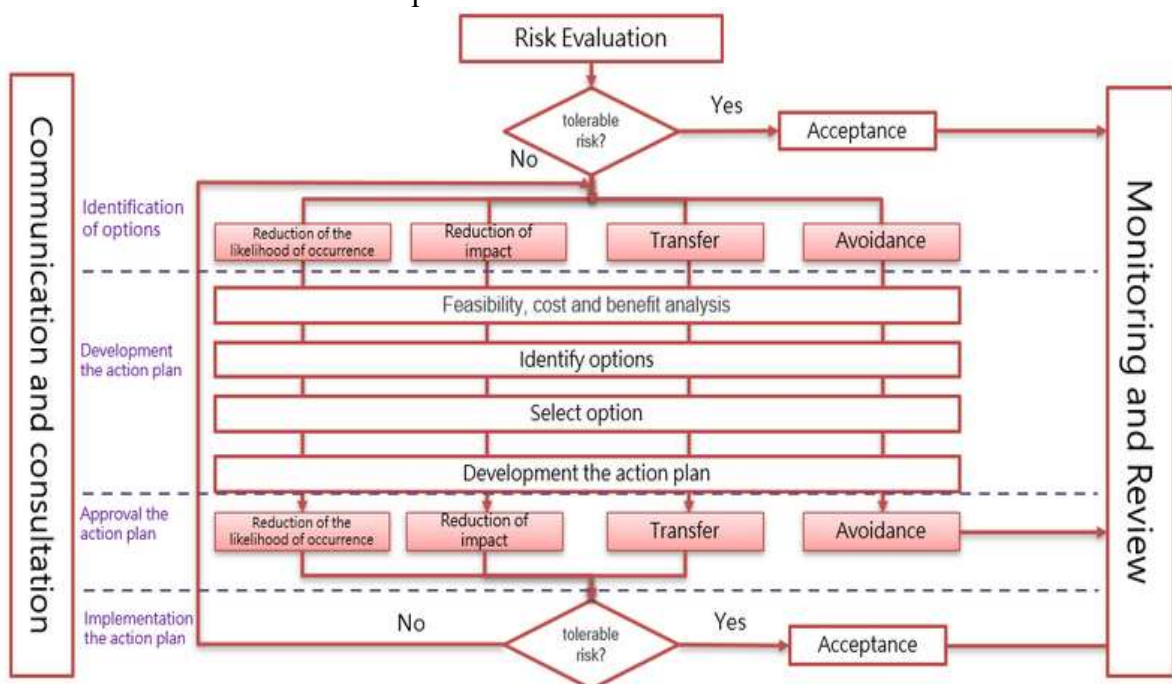 Risk Evaluation
Communication and consultation
tolerable
risk?
Yes
Acceptance
No
Monitoring and Review
Identification
of options
Reduction of the
likelihood of occurrence
Reduction of
impact
Transfer
Avoidance
Feasibility, cost and benefit analysis
Development
the action plan
Identify options
Select option
Development the action plan
Approval the
action plan
Reduction of the
likelihood of occurrence
Reduction of
impact
Transfer
Avoidance
Implementation
the action plan
No
tolerable
risk?
Yes
Acceptance